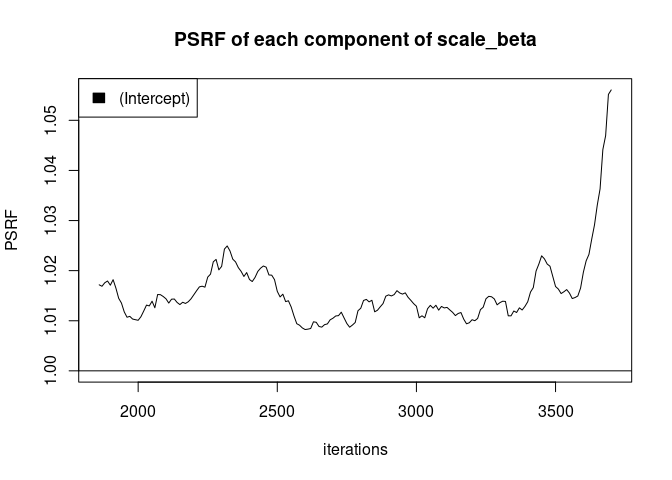 PSRF of each component of scale_beta
(Intercept)
PSRF
1.05
1.04
1.03
1.02
1.01
1.00
2000 2500 3000 3500
iterations